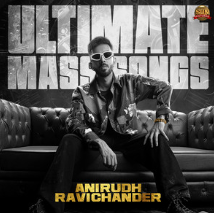 ULTIMATE
MASS SONGS
ANIRUDH
RAVICHANDER